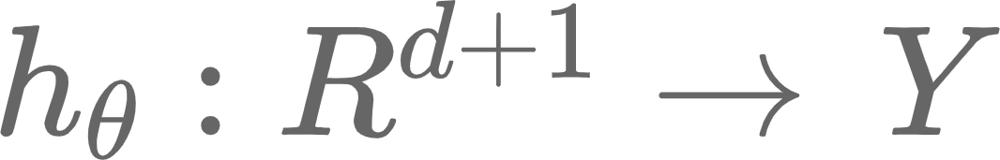 h_θ : R^{d+1} → Y